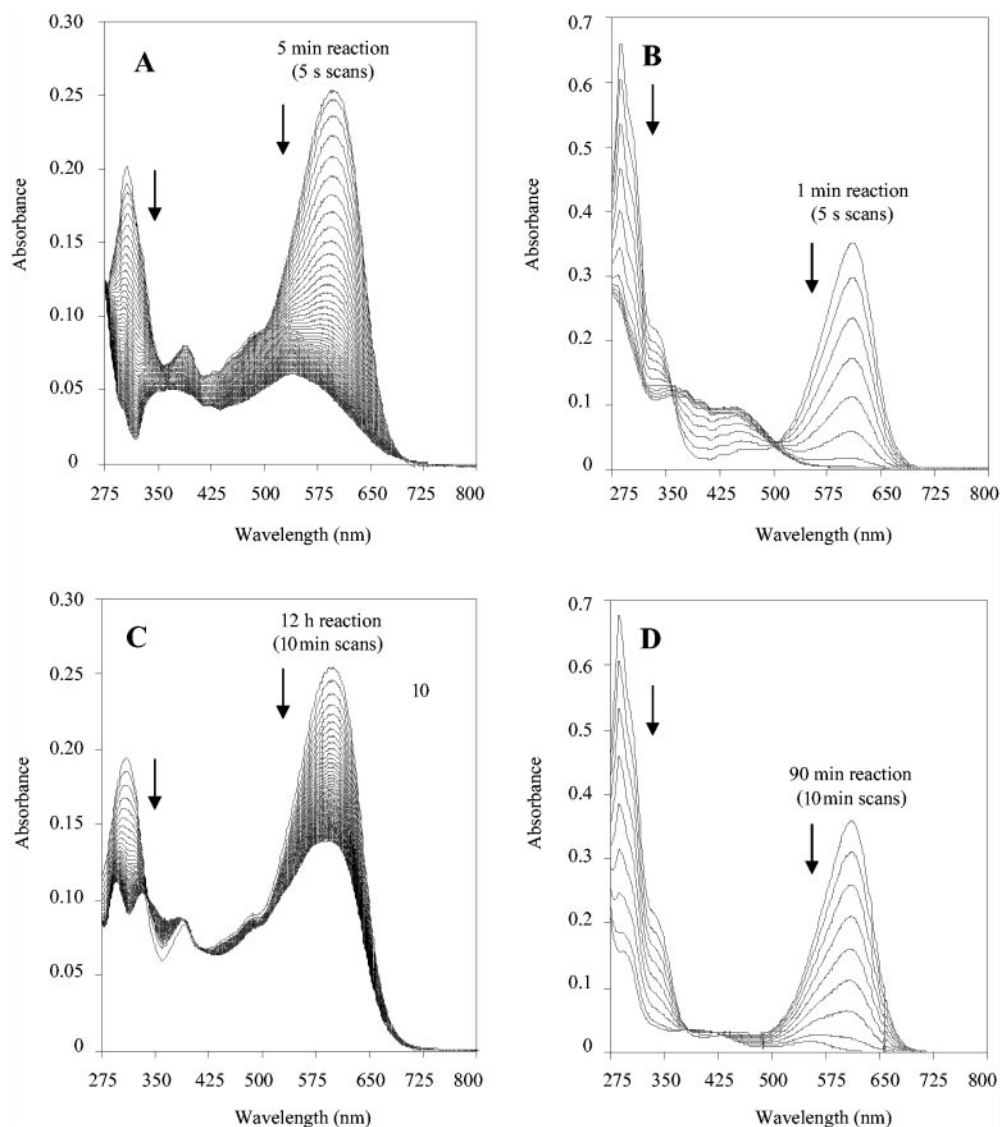 A
5 min reaction
(5 s scans)
0.30
0.25
0.20
0.15
0.10
0.05
0
Absorbance
275 350 425 500 575 650 725 800
Wavelength (nm)
B
1 min reaction
(5 s scans)
0.7
0.6
0.5
0.4
0.3
0.2
0.1
0
Absorbance
275 350 425 500 575 650 725 800
Wavelength (nm)
C
12 h reaction
(10 min scans)
10
0.30
0.25
0.20
0.15
0.10
0.05
0
Absorbance
275 350 425 500 575 650 725 800
Wavelength (nm)
D
90 min reaction
(10 min scans)
0.7
0.6
0.5
0.4
0.3
0.2
0.1
0
Absorbance
275 350 425 500 575 650 725 800
Wavelength (nm)